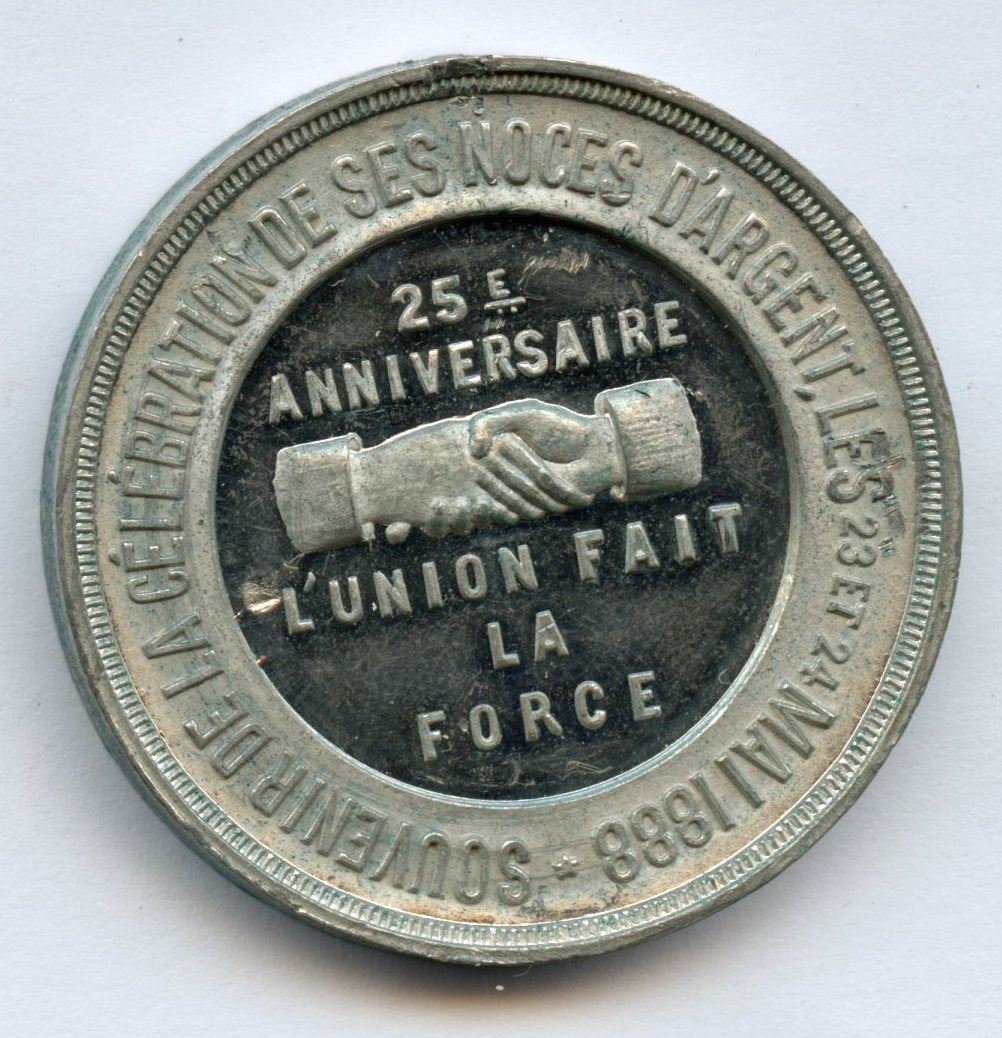 SOUVENIR DE LA CÉLÉBRATION DE SES NOCES D'ARGENT, LES 23 ET 24 MAI 1888
25E
ANNIVERSAIRE
L'UNION FAIT
LA
FORCE